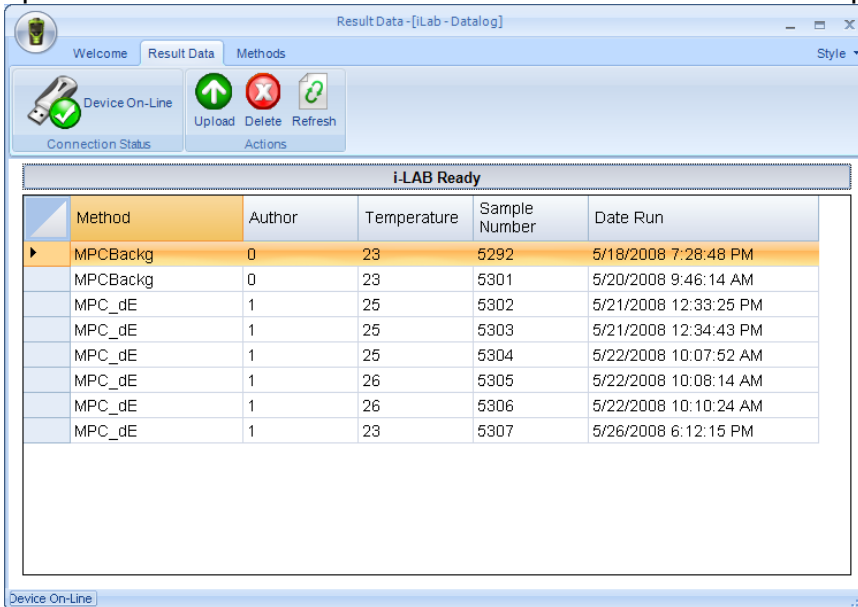 Result Data -[iLab - Datalog]
Welcome Result Data Methods Style
Device On-Line
Upload Delete Refresh
Connection Status Actions
i-LAB Ready
Method Author Temperature Sample Number Date Run
MPCBackg 0 23 5292 5/18/2008 7:28:48 PM
MPCBackg 0 23 5301 5/20/2008 9:46:14 AM
MPC_dE 1 25 5302 5/21/2008 12:33:25 PM
MPC_dE 1 25 5303 5/21/2008 12:34:43 PM
MPC_dE 1 25 5304 5/22/2008 10:07:52 AM
MPC_dE 1 26 5305 5/22/2008 10:08:14 AM
MPC_dE 1 26 5306 5/22/2008 10:10:24 AM
MPC_dE 1 23 5307 5/26/2008 6:12:15 PM
Device On-Line